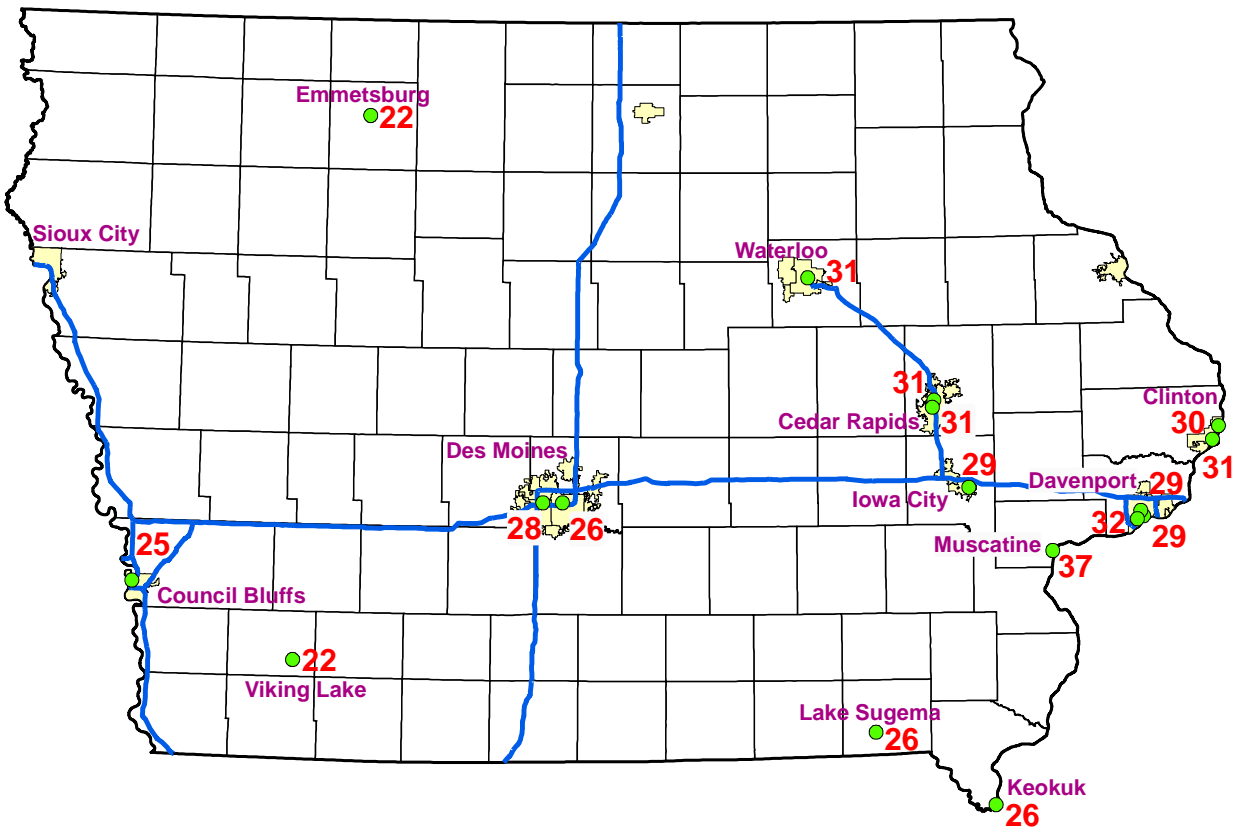 Emmetsburg
22
Sioux City
Waterloo
31
31
Cedar Rapids
31
Clinton
30
31
Des Moines
28
26
29
Iowa City
Davenport
29
32
29
Muscatine
37
25
Council Bluffs
22
Viking Lake
Lake Sugema
26
Keokuk
26